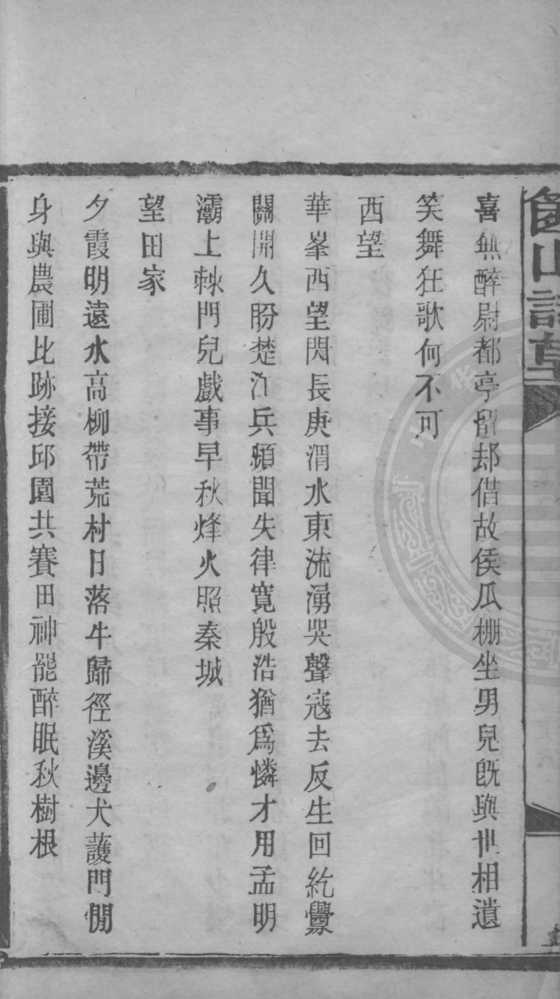 喜無醉尉都亭留却借故侯瓜棚坐男兒既與世相遺
笑舞狂歌何不可
西望
華峯西望閃長庚渭水東流湧哭聲寇去反生回紇釁
關開久盼楚江兵頻聞失律寬殷浩猶爲憐才用孟明
灞上棘門兒戲事早秋烽火照秦城
望田家
夕霞明遠水高柳帶荒村日落牛歸徑溪邊犬護門閒
身與農圃比跡接邱園共賽田神能醉眠秋樹根